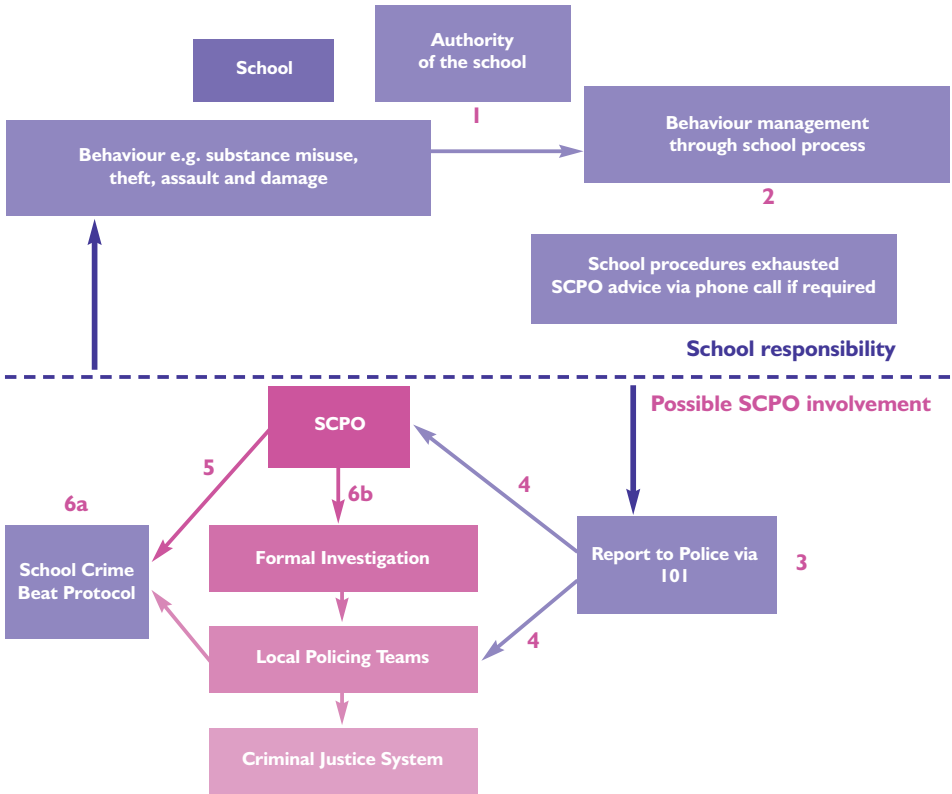 School
Authority
of the school
1
Behaviour e.g. substance misuse,
theft, assault and damage
Behaviour management
through school process
2
School procedures exhausted
SCPO advice via phone call if required
School responsibility
Possible SCPO involvement
SCPO
5
6b
4
6a
School Crime
Beat Protocol
Formal Investigation
Report to Police via
101
3
Local Policing Teams
4
Criminal Justice System